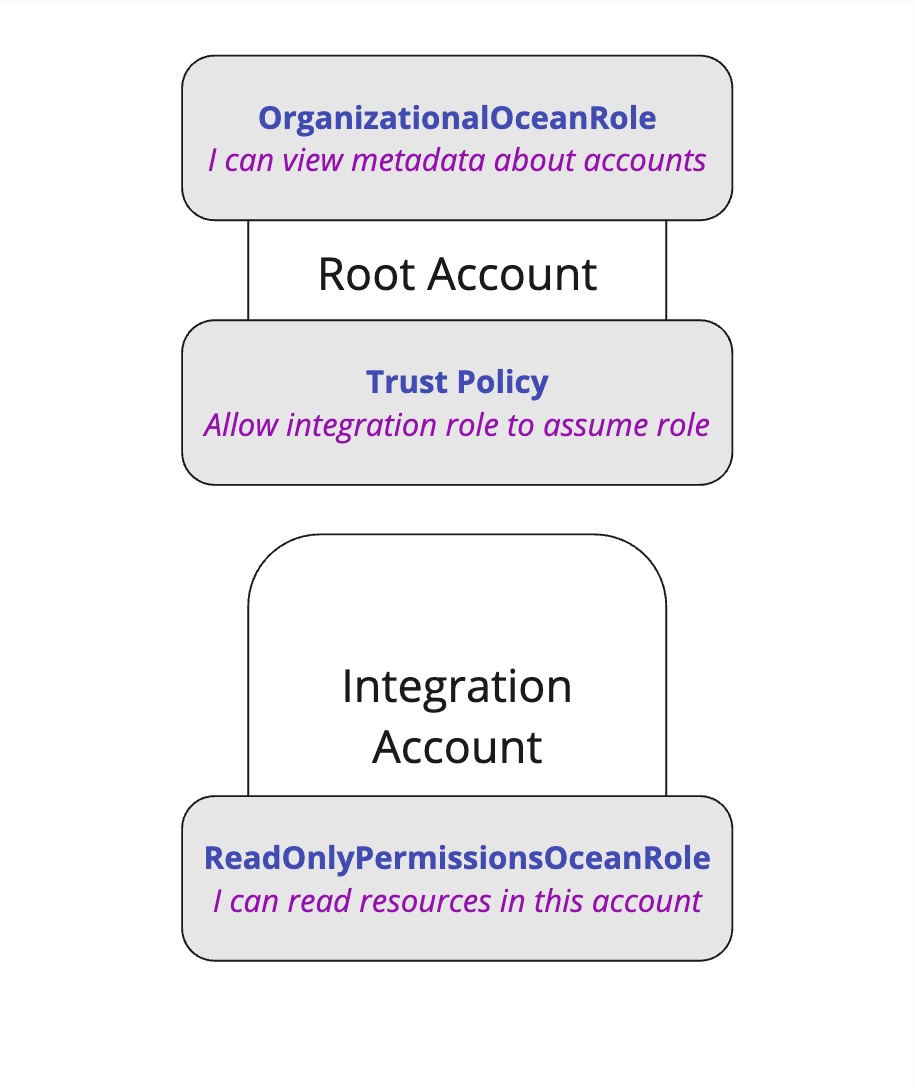 OrganizationalOceanRole
I can view metadata about accounts
Root Account
Trust Policy
Allow integration role to assume role
Integration
Account
ReadOnlyPermissionsOceanRole
I can read resources in this account